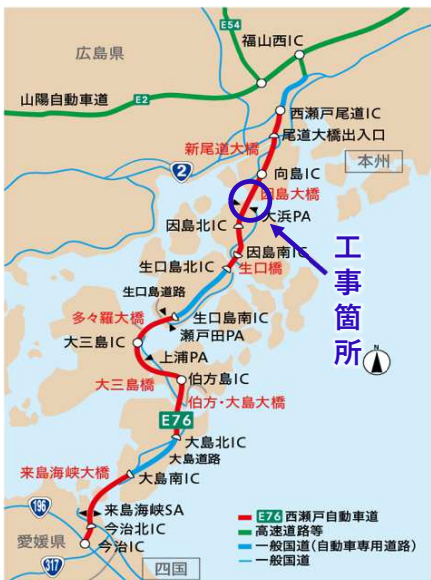 広島県
E54
福山西IC
山陽自動車道
E2
西瀬戸尾道IC
尾道大橋出入口
新尾道大橋
2
向島IC
本州
因島大橋
大浜PA
因島北IC
工事箇所
因島南IC
生口島北IC
生口橋
生口島道路
多々羅大橋
生口島南IC
瀬戸田PA
大三島IC
上浦PA
N
大三島橋
伯方島IC
伯方・大島大橋
E76
大島北IC
大島道路
来島海峡大橋
大島南IC
196
来島海峡SA
今治北IC
愛媛県
今治IC
317
四国
E76 西瀬戸自動車道
高速道路等
一般国道(自動車専用道路)
一般国道